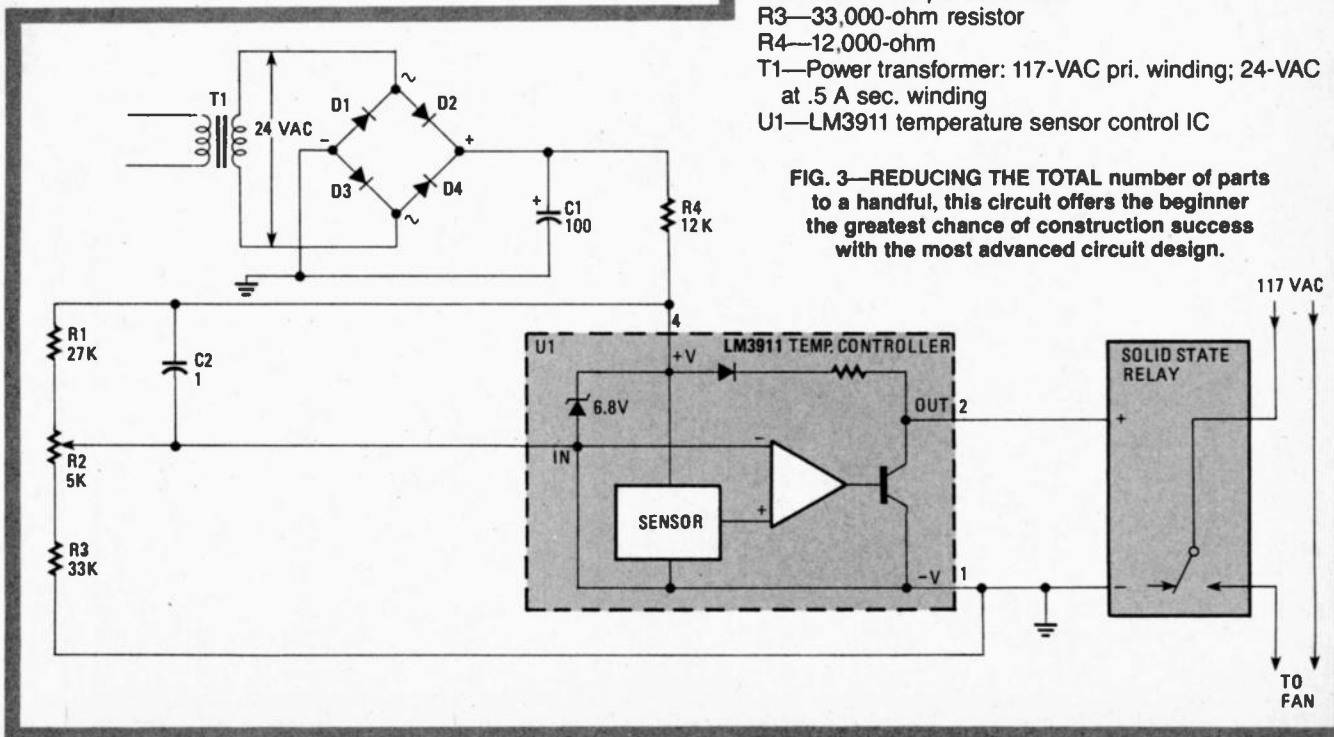 R3—33,000-ohm resistor
R4—12,000-ohm
T1—Power transformer: 117-VAC pri. winding; 24-VAC
at .5 A sec. winding
U1—LM3911 temperature sensor control IC
FIG. 3—REDUCING THE TOTAL number of parts
to a handful, this circuit offers the beginner
the greatest chance of construction success
with the most advanced circuit design.
T1
24 VAC
D1
D2
D3
D4
~
~
-
+
+
C1
100
R4
12 K
R1
27K
C2
1
R2
5K
R3
33K
4
U1
+V
LM3911 TEMP. CONTROLLER
6.8V
IN
-
+
SENSOR
OUT
2
-V
1
117 VAC
SOLID STATE
RELAY
+
-
TO
FAN